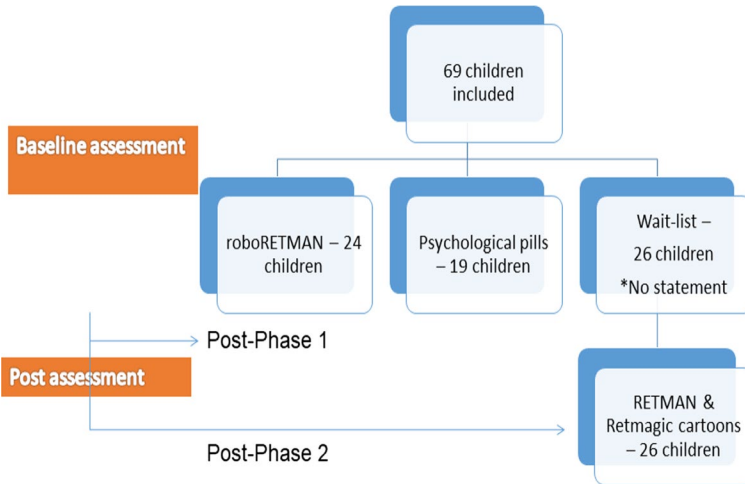 69 children
included
Baseline assessment
roboRETMAN – 24
children
Psychological pills
– 19 children
Wait-list –
26 children
*No statement
Post-Phase 1
Post assessment
RETMAN &
Retmagic cartoons
– 26 children
Post-Phase 2